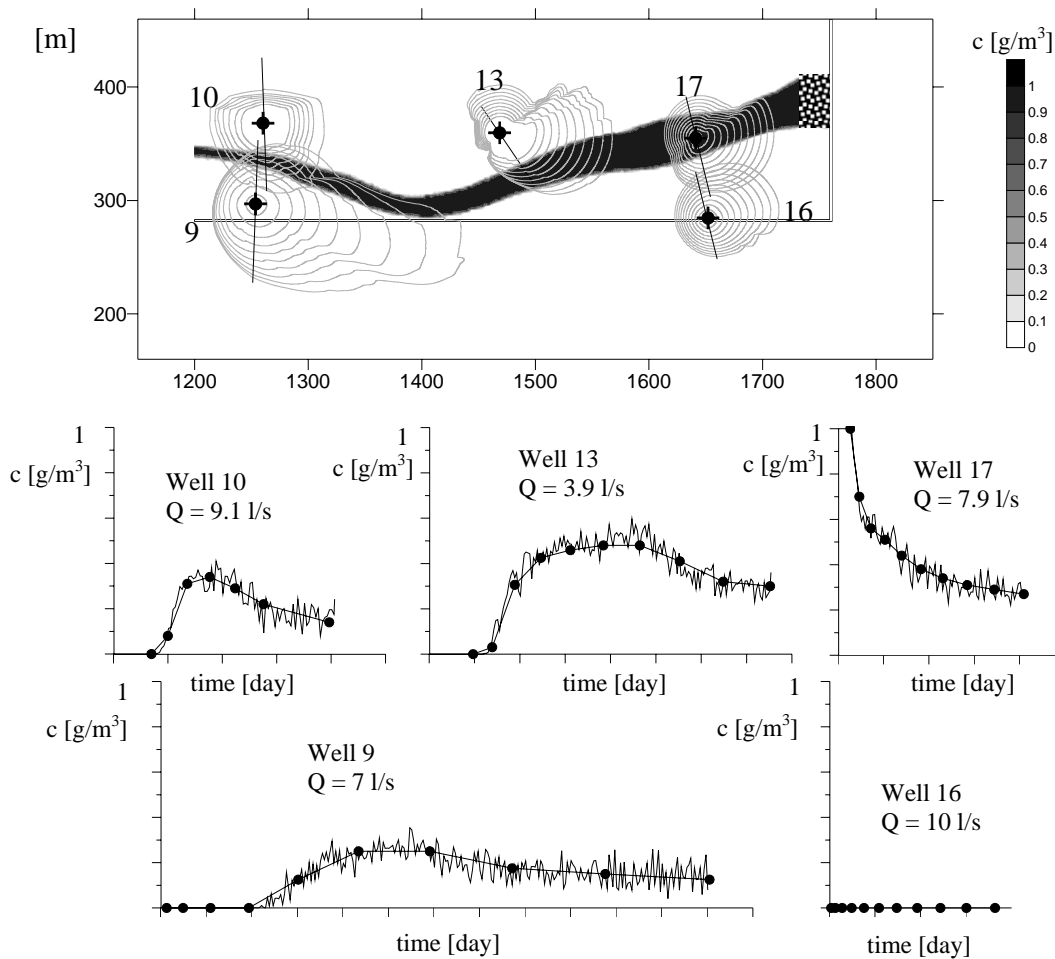 [m]
c [g/m³]
10
13
17
400
300
200
9
16
1200
1300
1400
1500
1600
1700
1800
1
0.9
0.8
0.7
0.6
0.5
0.4
0.3
0.2
0.1
0
1
c [g/m³]
Well 10
Q = 9.1 l/s
time [day]
1
c [g/m³]
Well 13
Q = 3.9 l/s
time [day]
1
c [g/m³]
Well 17
Q = 7.9 l/s
time [day]
1
c [g/m³]
Well 9
Q = 7 l/s
time [day]
1
c [g/m³]
Well 16
Q = 10 l/s
time [day]